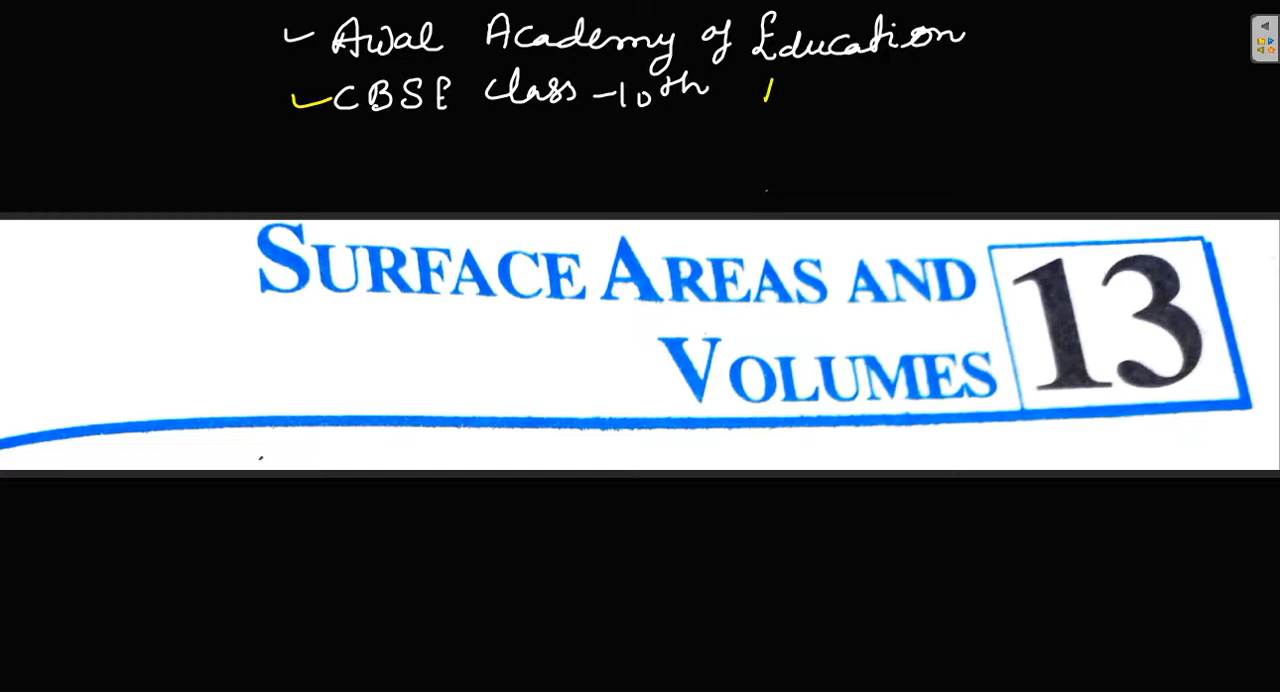 Awal Academy of Education
CBSE Class - 10th
SURFACE AREAS AND
VOLUMES
13